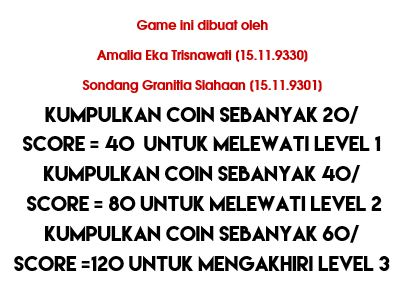 Game ini dibuat oleh
Amalia Eka Trisnawati (15.11.9330)
Sondang Granitia Siahaan (15.11.9301)
KUMPULKAN COIN SEBANYAK 20/
SCORE = 40 UNTUK MELEWATI LEVEL 1
KUMPULKAN COIN SEBANYAK 40/
SCORE = 80 UNTUK MELEWATI LEVEL 2
KUMPULKAN COIN SEBANYAK 60/
SCORE =120 UNTUK MENGAKHIRI LEVEL 3